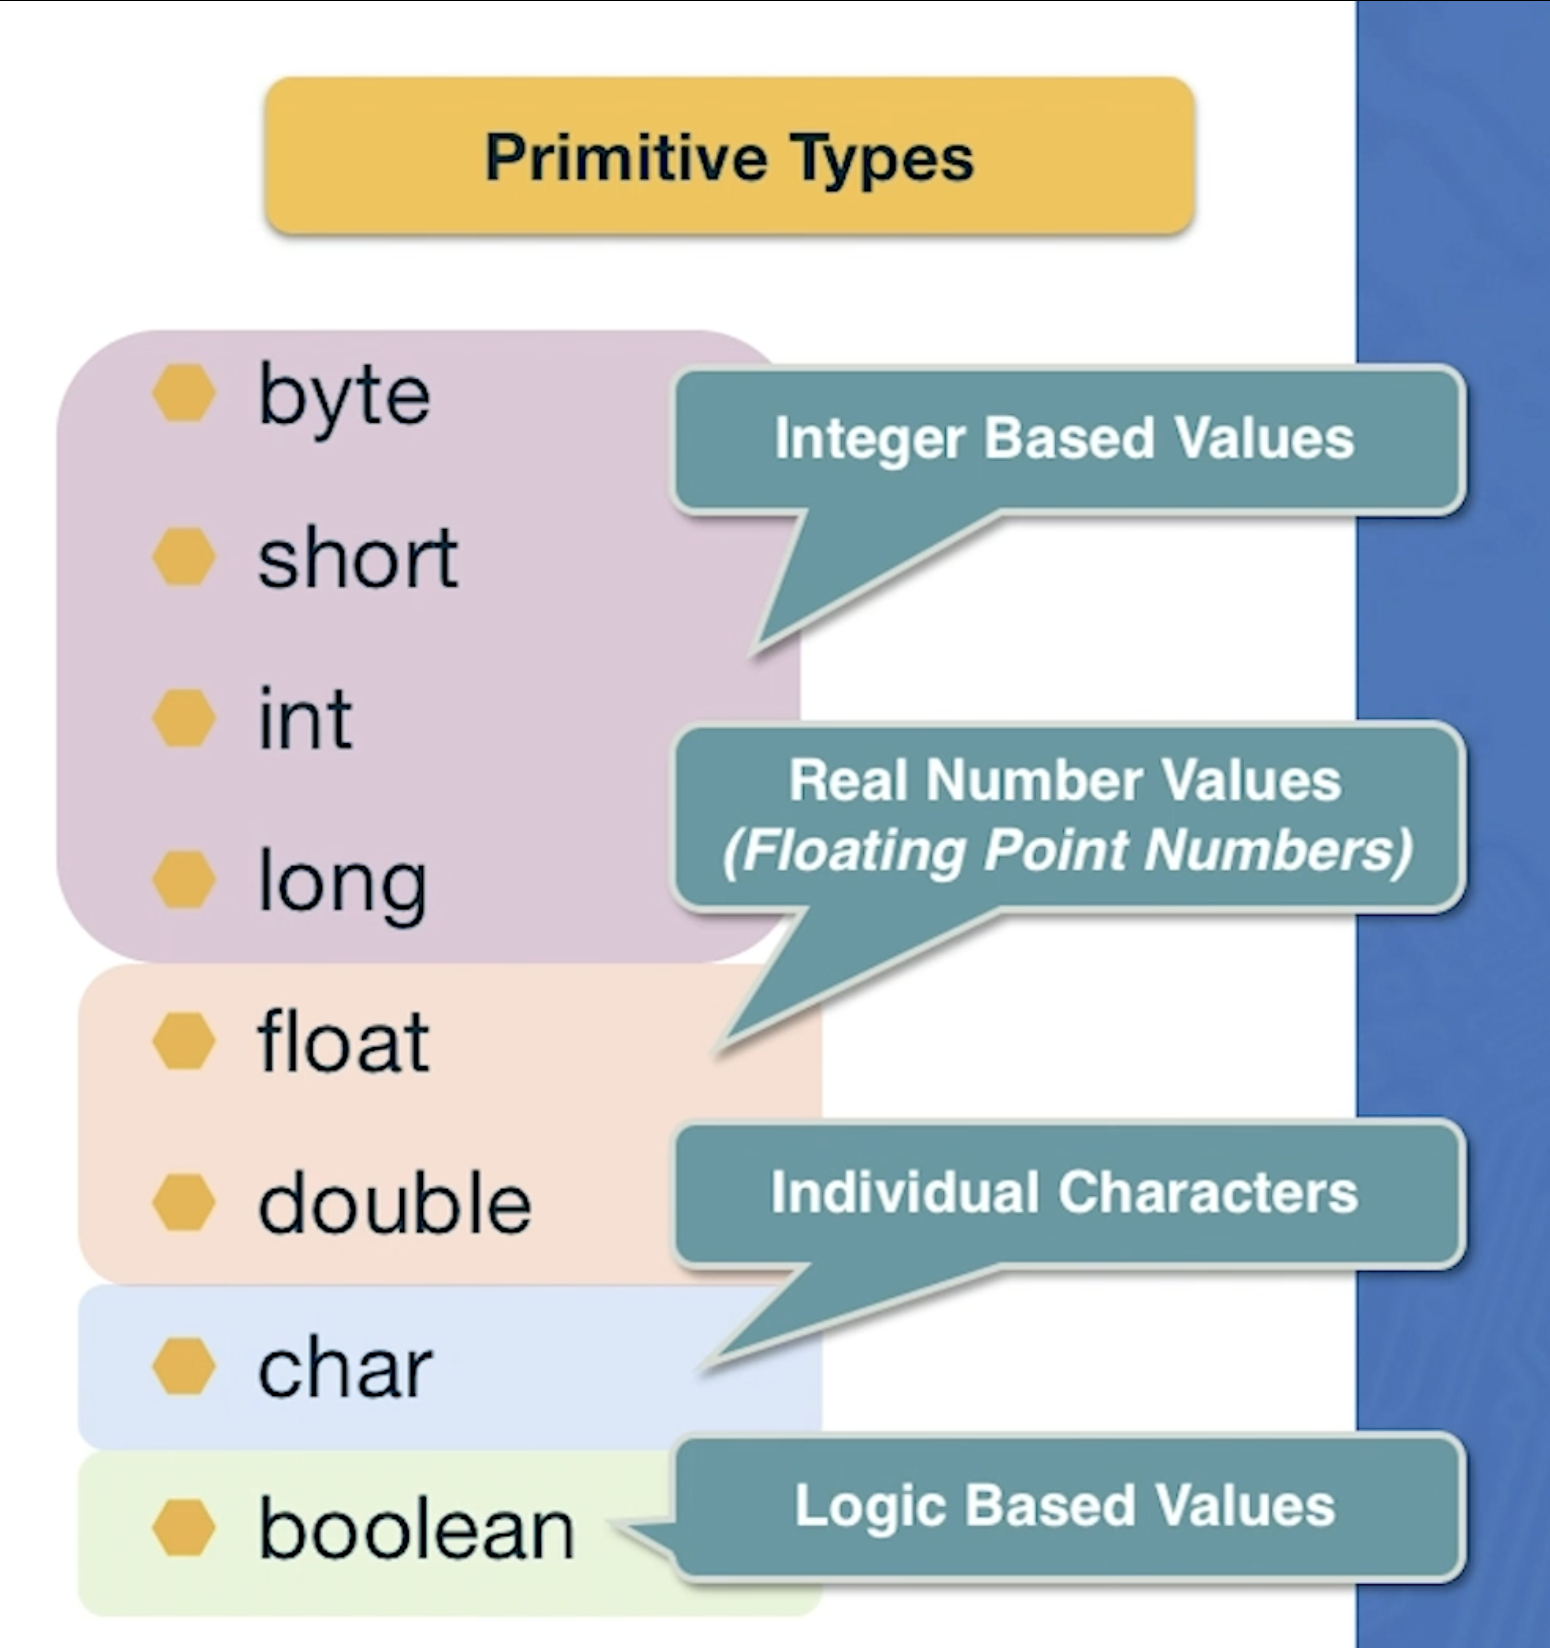 Primitive Types
byte
Integer Based Values
short
int
Real Number Values
(Floating Point Numbers)
long
float
double
Individual Characters
char
boolean
Logic Based Values